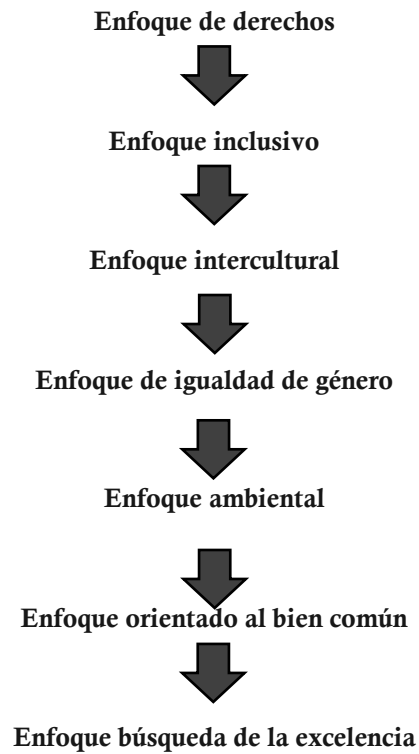 Enfoque de derechos
Enfoque inclusivo
Enfoque intercultural
Enfoque de igualdad de género
Enfoque ambiental
Enfoque orientado al bien común
Enfoque búsqueda de la excelencia